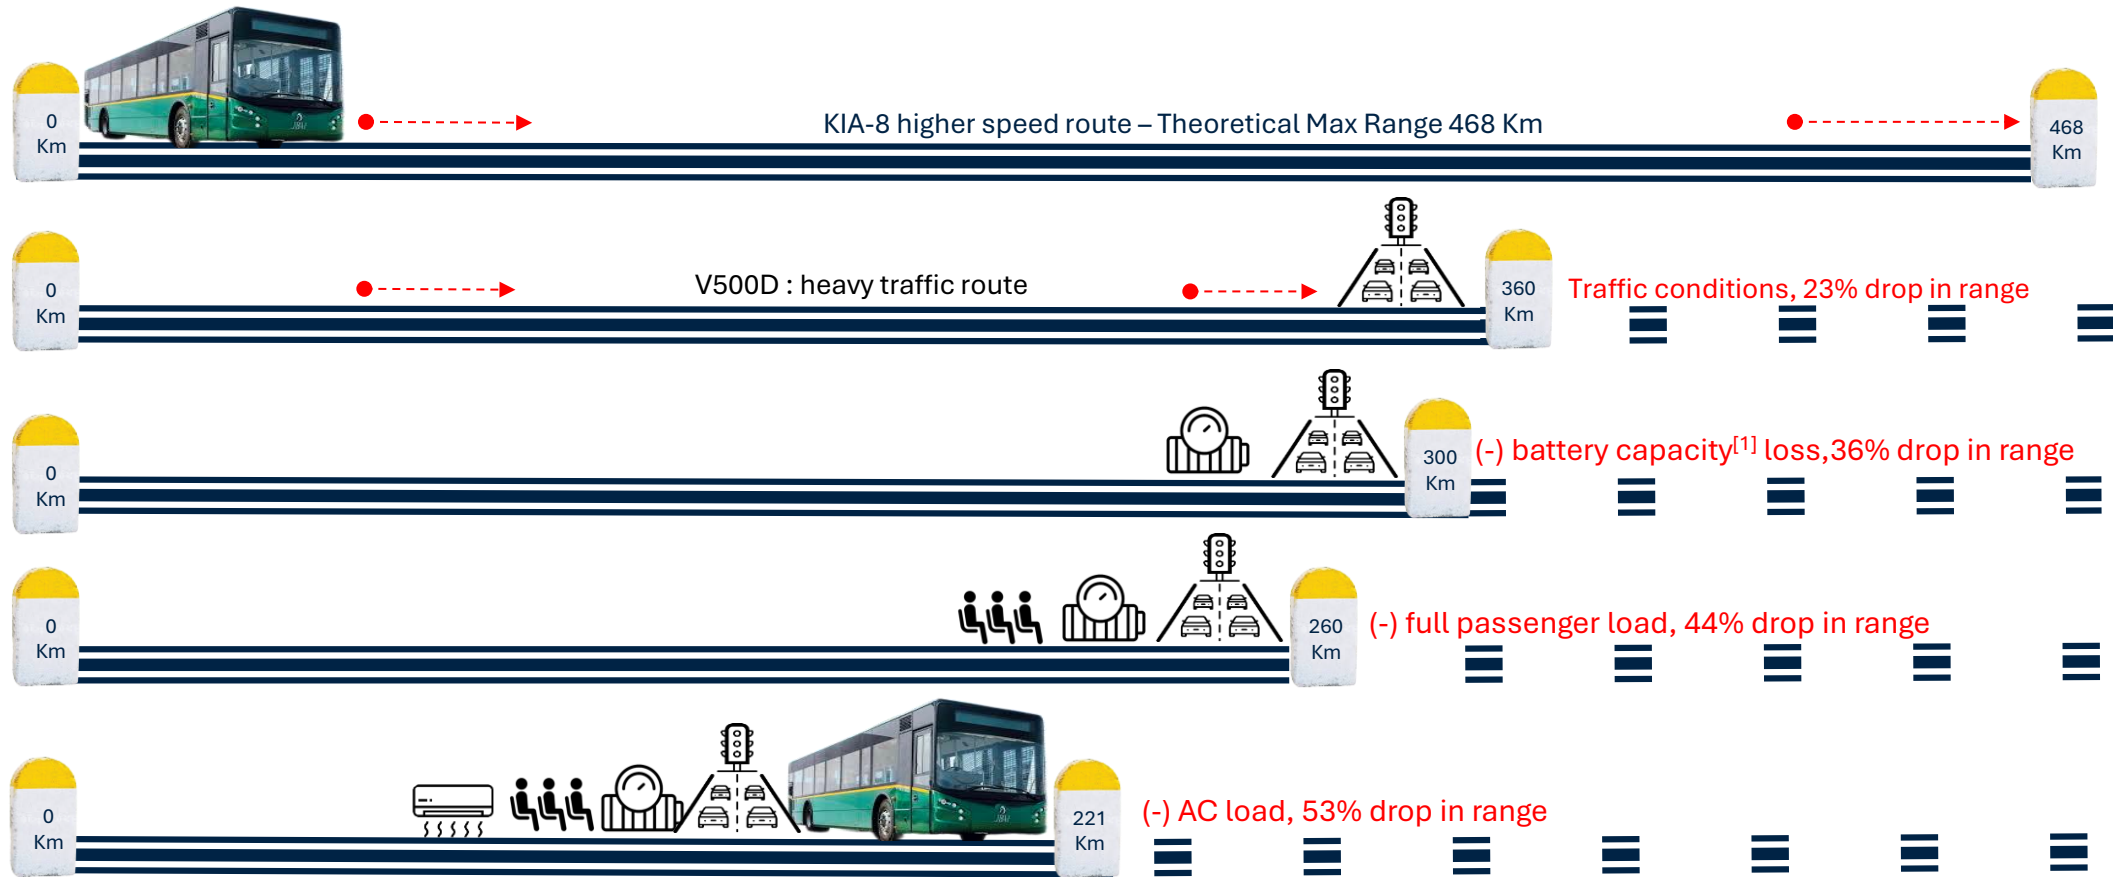 0
Km
KIA-8 higher speed route – Theoretical Max Range 468 Km
468
Km
0
Km
V500D : heavy traffic route
360
Km
Traffic conditions, 23% drop in range
0
Km
300
Km
(-) battery capacity[1] loss,36% drop in range
0
Km
260
Km
(-) full passenger load, 44% drop in range
0
Km
221
Km
(-) AC load, 53% drop in range